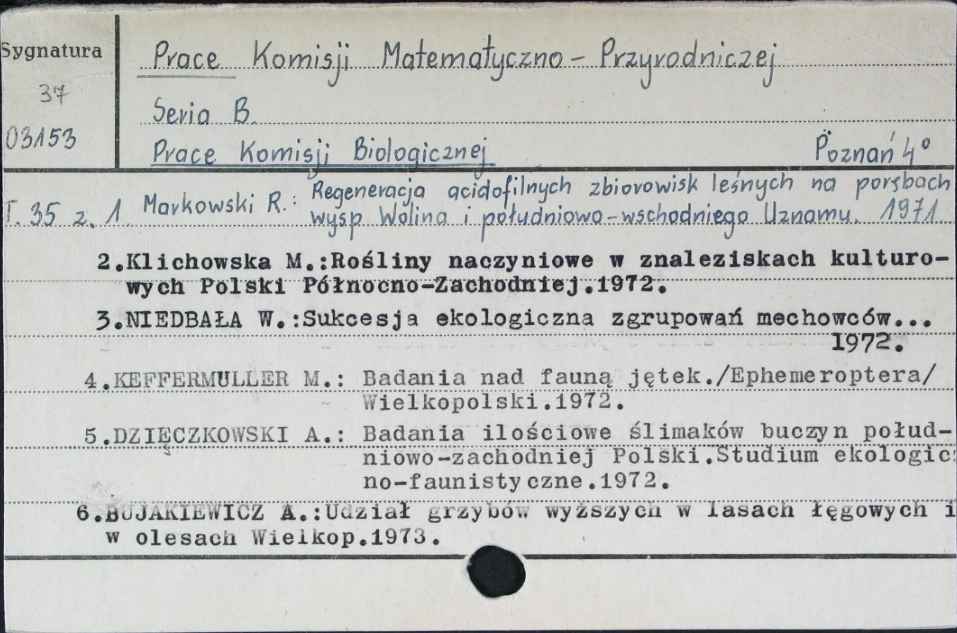 Sygnatura
37
03153
Prace Komisji Matematyczno - Przyrodniczej
Seria B.
Prace Komisji Biologicznej Poznań 4°
T. 35 z. 1 Markowski R.: Regeneracja acidofilnych zbiorowisk leśnych na porębach
wysp Wolina i południowo-wschodniego Uznamu. 1971
2.Klichowska M.:Rośliny naczyniowe w znaleziskach kulturo-
wych Polski Północno-Zachodniej.1972.
3.NIEDBAŁA W.:Sukcesja ekologiczna zgrupowań mechowców...
1972.
4.KEFFERMULLER M.: Badania nad fauną jętek./Ephemeroptera/
Wielkopolski.1972.
5.DZIĘCZKOWSKI A.: Badania ilościowe ślimaków buczyn połud-
niowo-zachodniej Polski.Studium ekologicz
no-faunistyczne.1972.
6.BUJAKIEWICZ A.:Udział grzybów wyższych w lasach łęgowych i
w olesach Wielkop.1973.